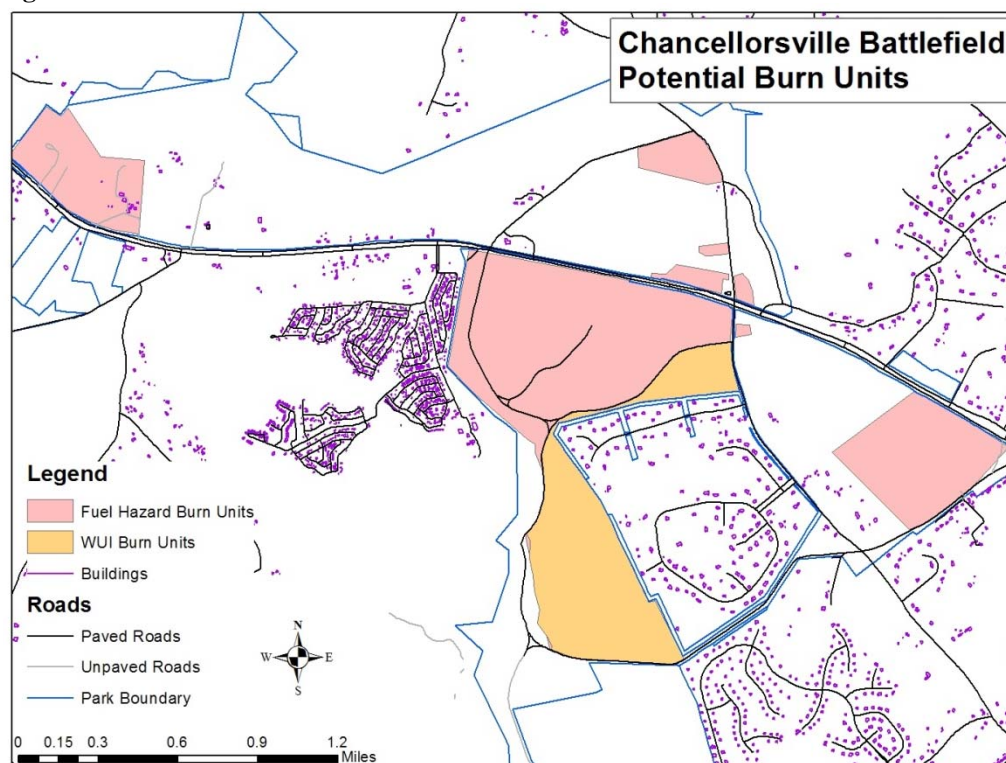 Chancellorsville Battlefield
Potential Burn Units
Legend
Fuel Hazard Burn Units
WUI Burn Units
Buildings
Roads
Paved Roads
Unpaved Roads
Park Boundary
N
W E
S
0 0.15 0.3 0.6 0.9 1.2
Miles